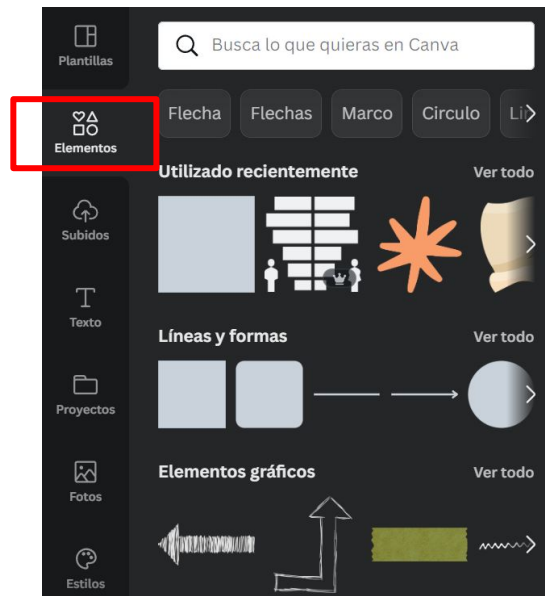 Plantillas
Elementos
Subidos
Texto
Proyectos
Fotos
Estilos
Busca lo que quieras en Canva
Flecha Flechas Marco Circulo
Utilizado recientemente Ver todo
Líneas y formas Ver todo
Elementos gráficos Ver todo